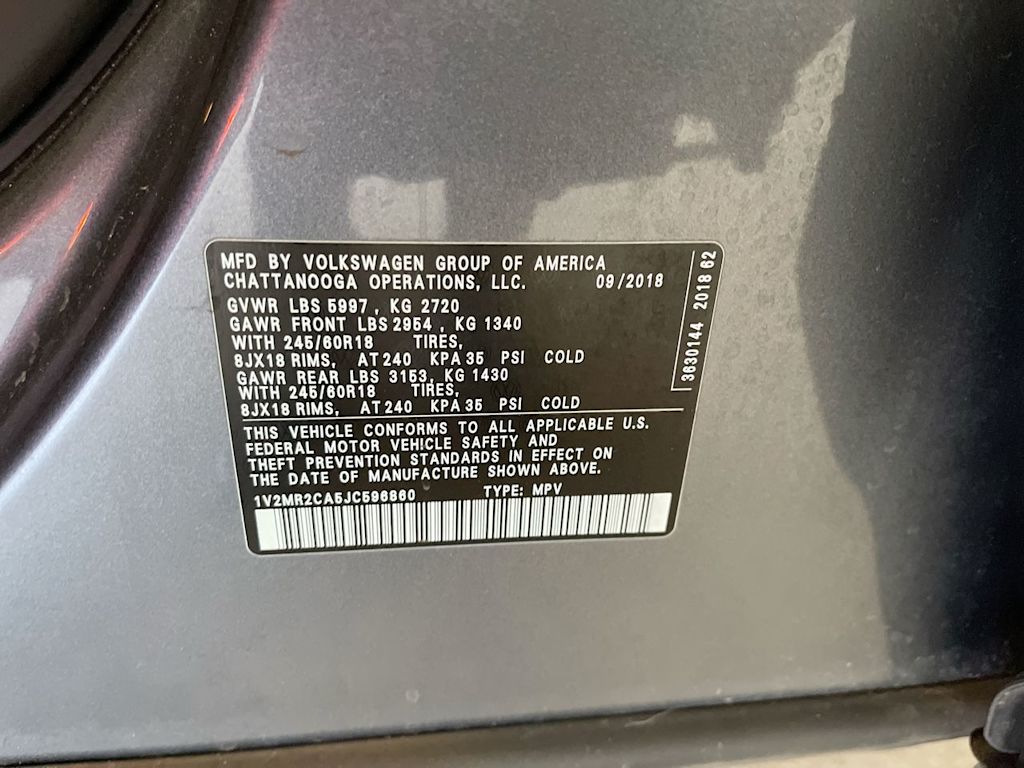 MFD BY VOLKSWAGEN GROUP OF AMERICA
CHATTANOOGA OPERATIONS, LLC. 09/2018
GVWR LBS 5997, KG 2720
GAWR FRONT LBS 2954, KG 1340
WITH 245/60R18 TIRES,
8JX18 RIMS, AT 240 KPA 35 PSI COLD
GAWR REAR LBS 3153, KG 1430
WITH 245/60R18 TIRES,
8JX18 RIMS, AT 240 KPA 35 PSI COLD
THIS VEHICLE CONFORMS TO ALL APPLICABLE U.S.
FEDERAL MOTOR VEHICLE SAFETY AND
THEFT PREVENTION STANDARDS IN EFFECT ON
THE DATE OF MANUFACTURE SHOWN ABOVE.
1V2MR2CA5JC596860 TYPE: MPV
3630144 2018 62